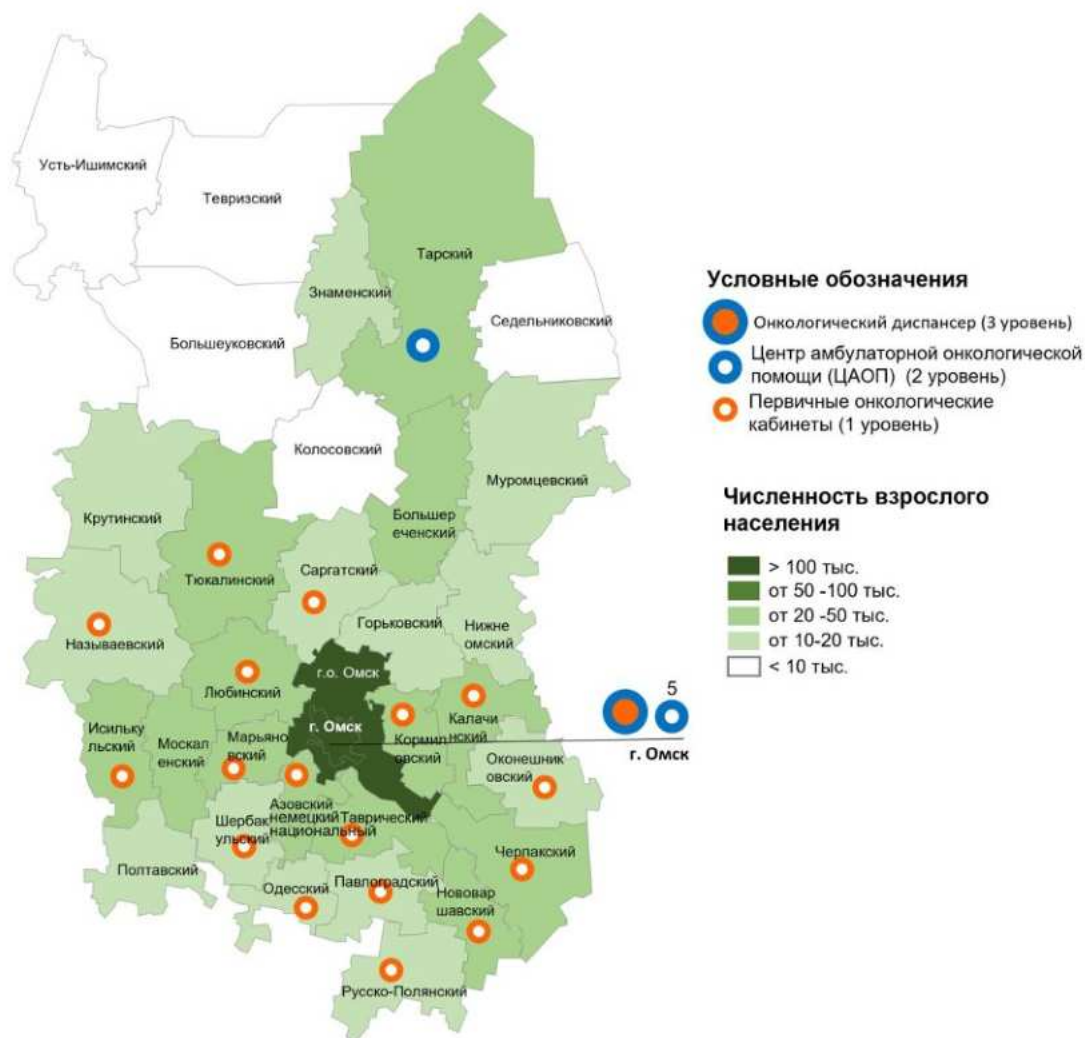 Усть-Ишимский
Тевризский
Тарский
Знаменский
Седельниковский
Большеуковский
Колосовский
Муромцевский
Крутинский
Большер
еченский
Тюкалинский
Саргатский
Называевский
Горьковский
Нижне
омский
Любинский
г.о. Омск
г. Омск
Исильку
льский
Москал
енский
Марьяно
вский
Кормил
овский
Калачи
нский
Оконешник
овский
Азовский
немецкий
национальный
Таврический
Шербак
ульский
Черлакский
Полтавский
Одесский
Павлоградский
Нововар
шавский
Русско-Полянский
Условные обозначения
Онкологический диспансер (3 уровень)
Центр амбулаторной онкологической
помощи (ЦАОП) (2 уровень)
Первичные онкологические
кабинеты (1 уровень)
Численность взрослого
населения
> 100 тыс.
от 50 -100 тыс.
от 20 -50 тыс.
от 10-20 тыс.
< 10 тыс.
5
г. Омск